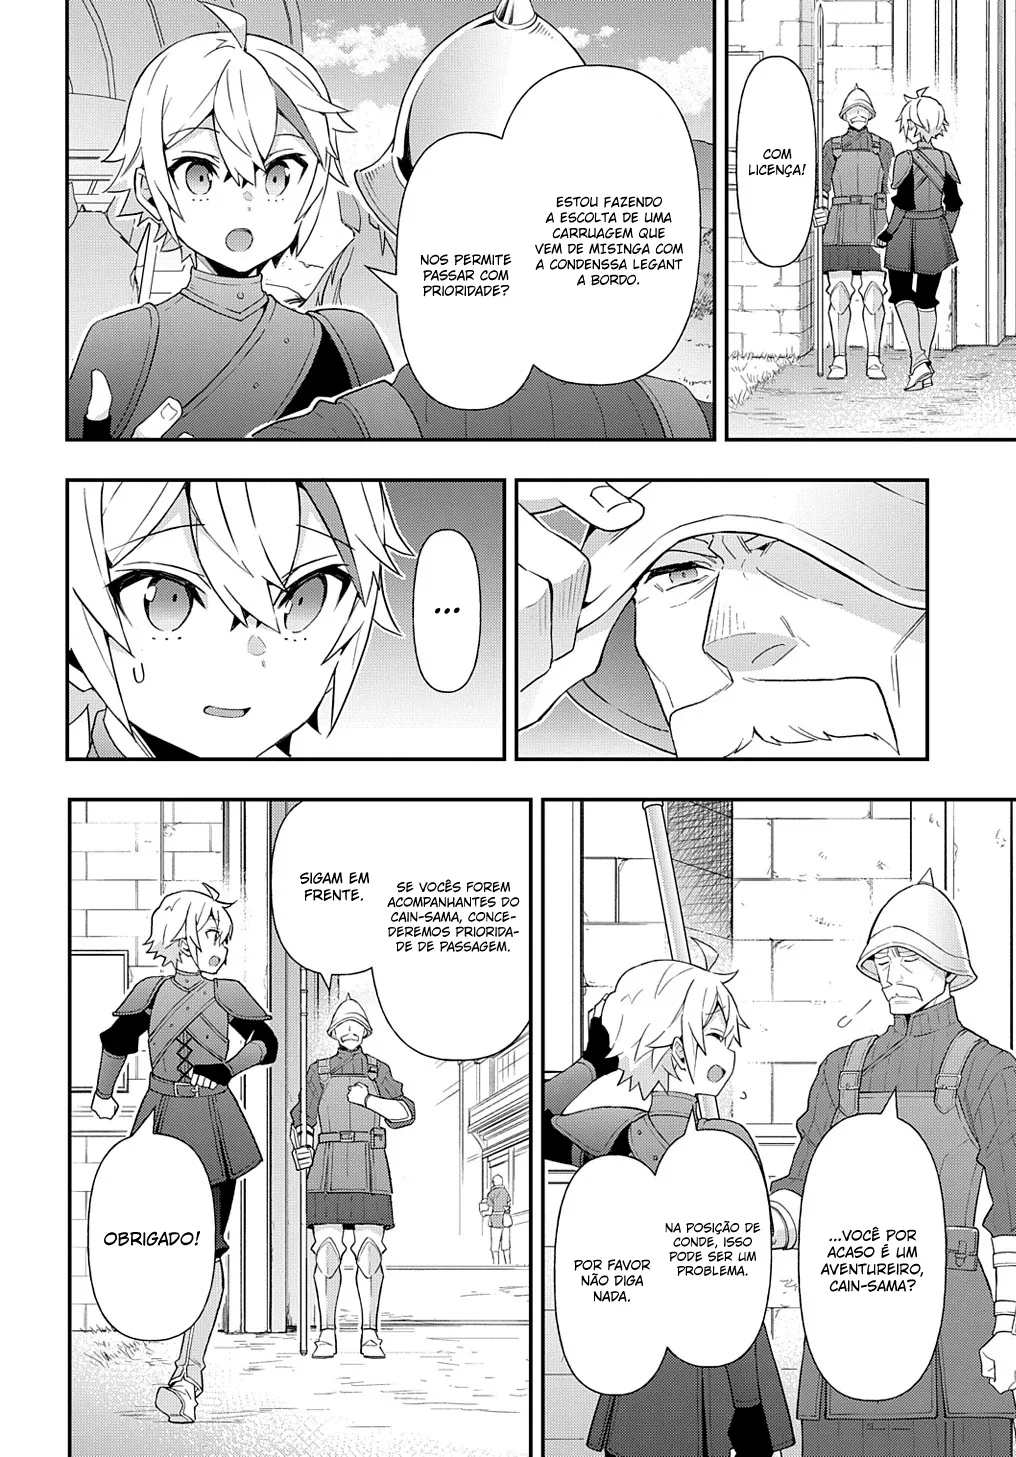 COM
LICENÇA!
ESTOU FAZENDO
A ESCOLTA DE UMA
CARRUAGEM QUE
VEM DE MISINGA COM
A CONDENSSA LEGANT
A BORDO.
NOS PERMITE
PASSAR COM
PRIORIDADE?
...
...VOCÊ POR
ACASO É UM
AVENTUREIRO,
CAIN-SAMA?
NA POSIÇÃO DE
CONDE, ISSO
PODE SER UM
PROBLEMA.
POR FAVOR
NÃO DIGA
NADA.
SE VOCÊS FOREM
ACOMPANHANTES DO
CAIN-SAMA, CONCE-
DEREMOS PRIORIDA-
DE DE PASSAGEM.
SIGAM EM
FRENTE.
OBRIGADO!